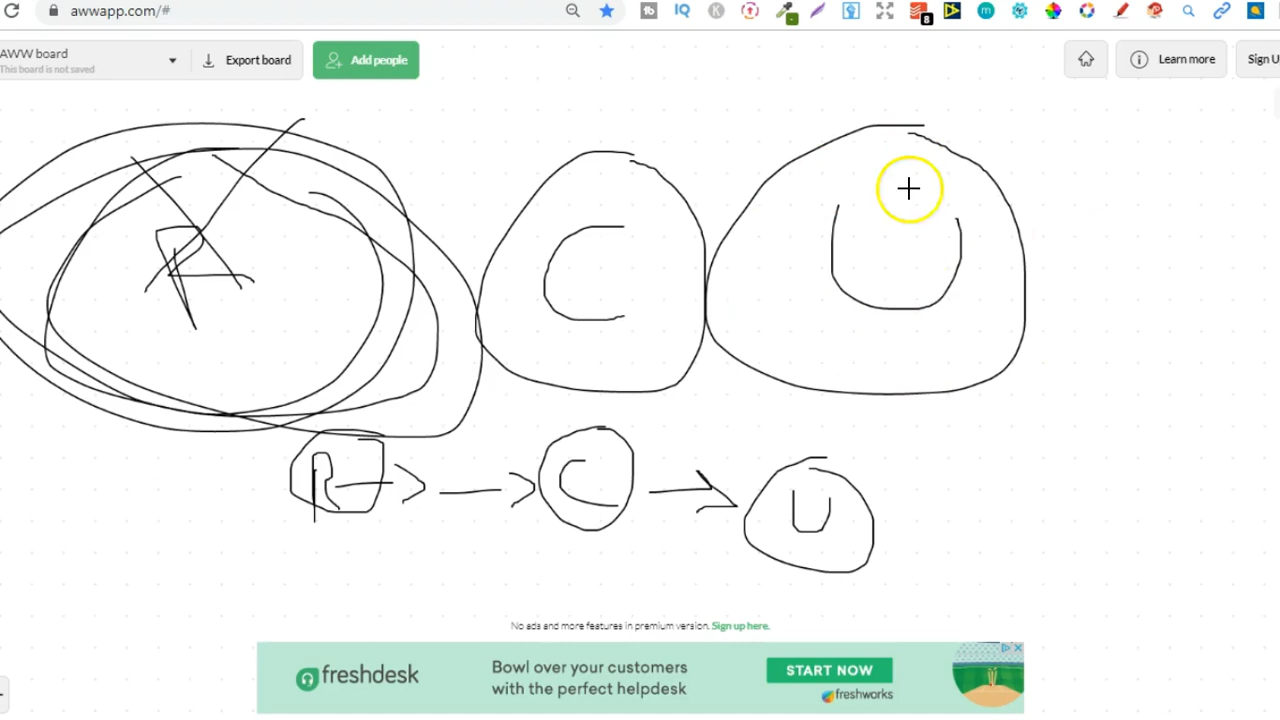 awwapp.com/#
IQ
K
m
8
AWW board
This board is not saved
Export board
Add people
Learn more
Sign U
R C U
R C U
No ads and more features in premium version. Sign up here.
freshdesk
Bowl over your customers
with the perfect helpdesk
START NOW
freshworks